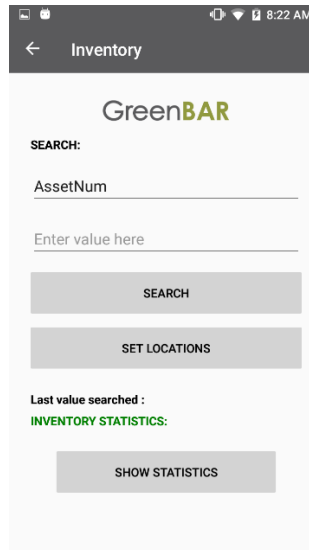 8:22 AM
Inventory
GreenBAR
SEARCH:
AssetNum
Enter value here
SEARCH
SET LOCATIONS
Last value searched :
INVENTORY STATISTICS:
SHOW STATISTICS